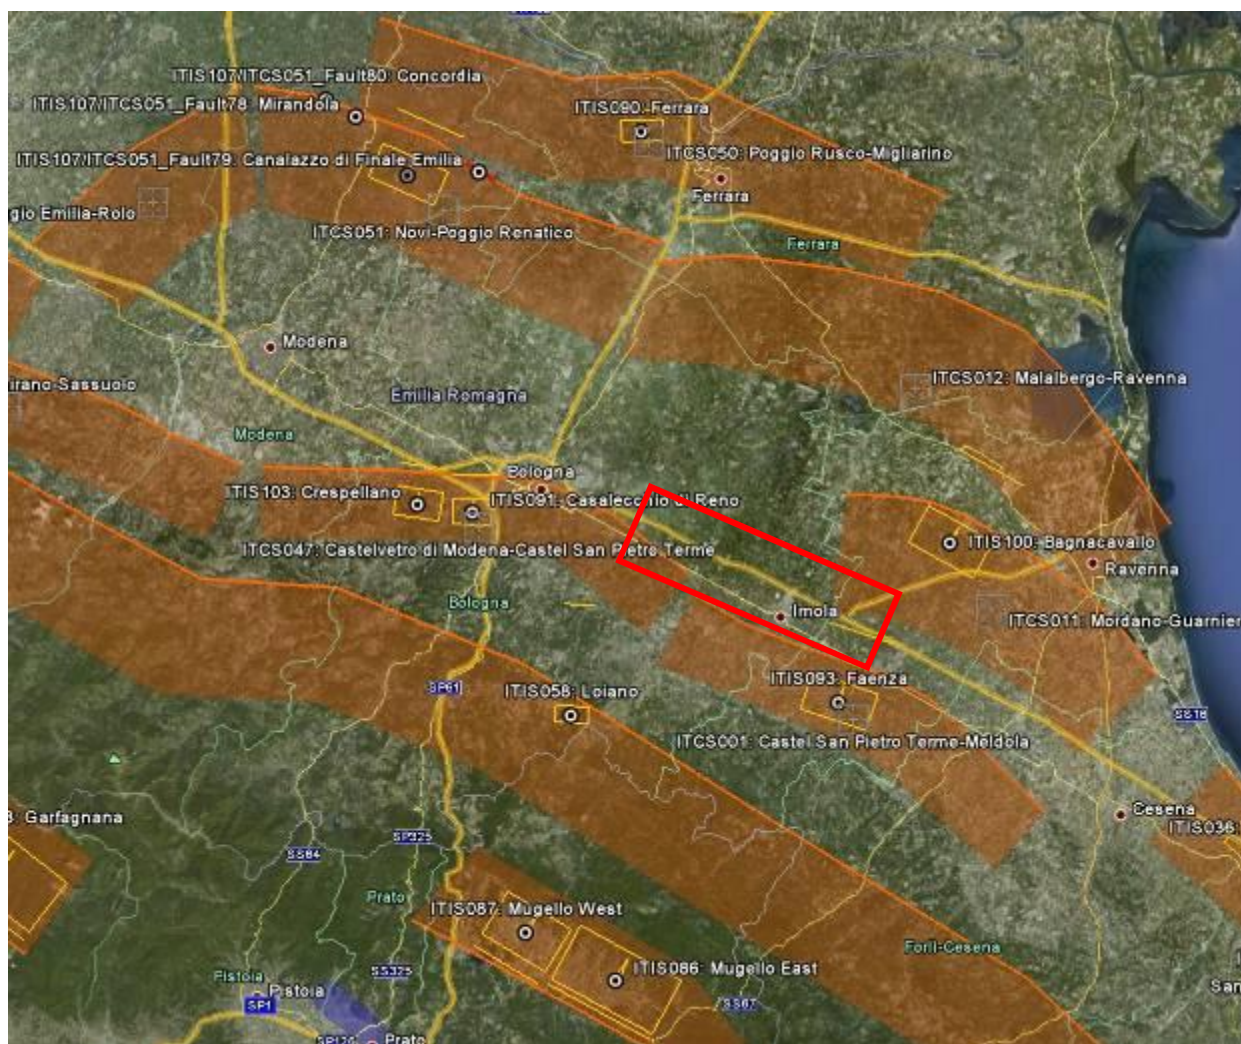 ITIS107/ITCS051_Fault80: Concordia
ITIS107/ITCS051_Fault78: Mirandola
ITIS090: Ferrara
ITIS107/ITCS051_Fault79: Canalazzo di Finale Emilia
ITCS050: Poggio Rusco-Migliarino
Ferrara
gio Emilia-Rolo
ITCS051: Novi-Poggio Renatico
Ferrara
Modena
ITCS012: Malalbergo-Ravenna
irano-Sassuolo
Emilia Romagna
Modena
Bologna
ITIS103: Crespellano
ITIS091: Casalecchio di Reno
ITCS047: Castelvetro di Modena-Castel San Pietro Terme
ITIS100: Bagnacavallo
Ravenna
Bologna
Imola
ITCS011: Mordano-Guarnier
ITIS093: Faenza
SP61
ITIS058: Loiano
SS16
ITCS001: Castel San Pietro Terme-Meldola
Cesena
3: Garfagnana
ITIS036:
SP325
SS64
Prato
ITIS087: Mugello West
Forlì-Cesena
ITIS086: Mugello East
Pistoia
SS325
San
Pistoia
SP1
SS67
Prato